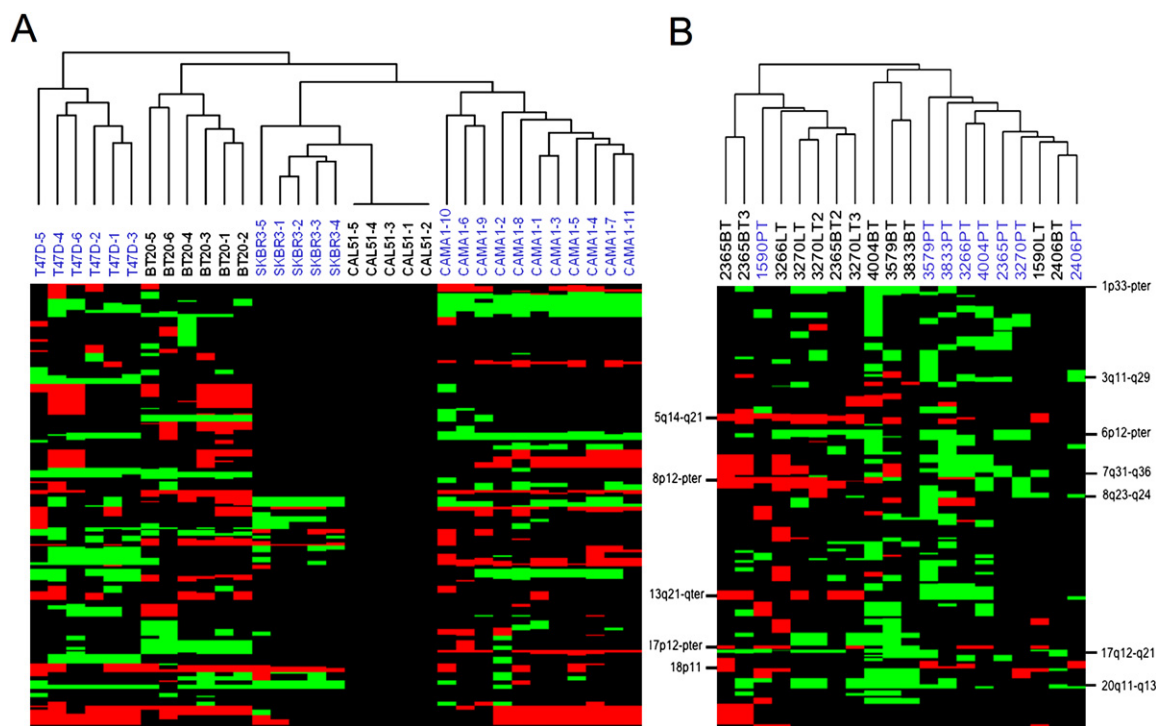 A
B
T47D-5
T47D-4
T47D-6
T47D-2
T47D-1
T47D-3
BT20-5
BT20-6
BT20-4
BT20-3
BT20-1
BT20-2
SKBR3-5
SKBR3-1
SKBR3-2
SKBR3-3
SKBR3-4
CAL51-5
CAL51-4
CAL51-3
CAL51-1
CAL51-2
CAMA1-10
CAMA1-6
CAMA1-9
CAMA1-2
CAMA1-8
CAMA1-1
CAMA1-3
CAMA1-5
CAMA1-4
CAMA1-7
CAMA1-11
2365BT
2365BT3
1590PT
3266LT
3270LT
3270LT2
2365BT2
3270LT3
4004BT
3579BT
3833BT
3579PT
3833PT
3266PT
4004PT
2365PT
3270PT
1590LT
2406BT
2406PT
1p33-pter
3q11-q29
5q14-q21
6p12-pter
7q31-q36
8p12-pter
8q23-q24
13q21-qter
17p12-pter
17q12-q21
18p11
20q11-q13